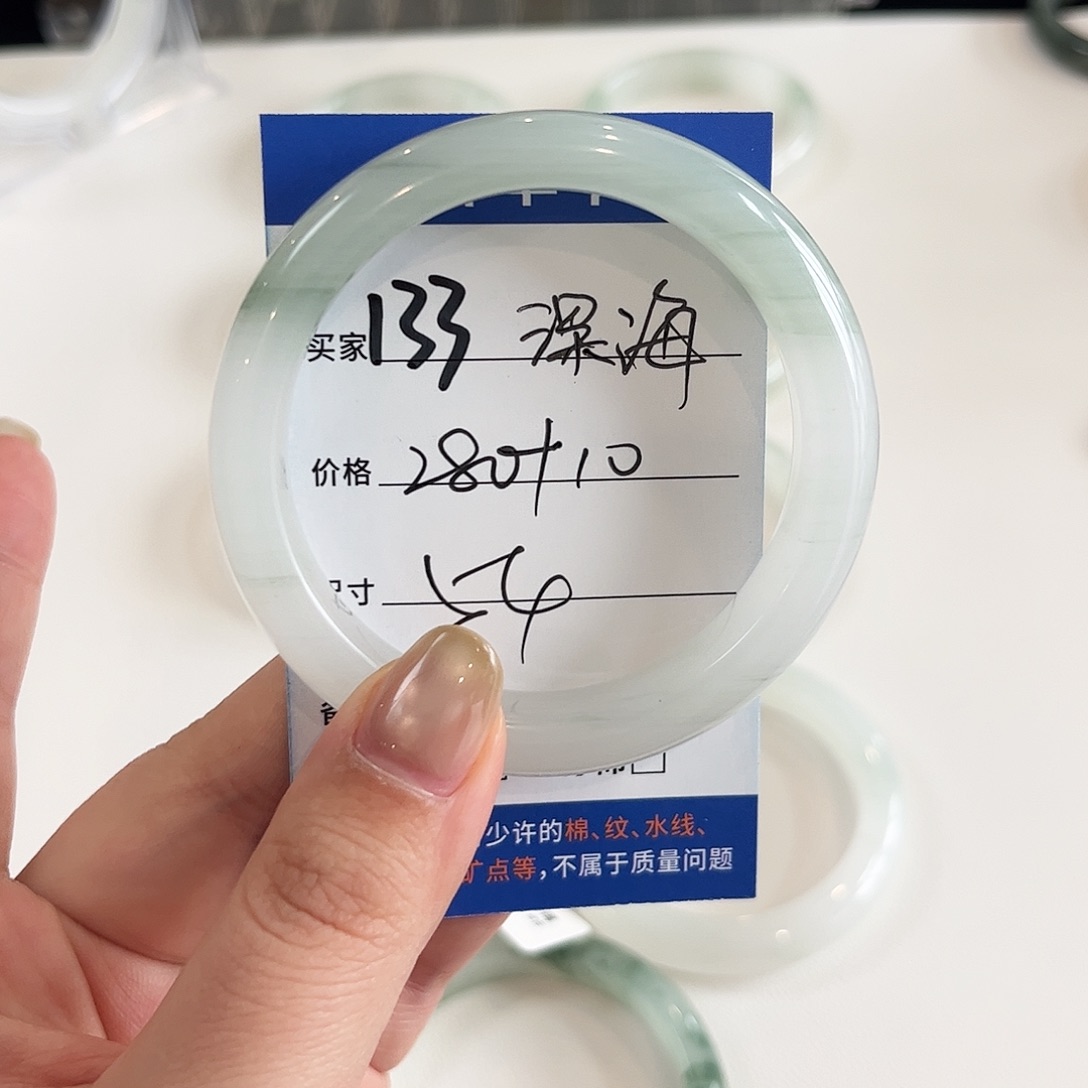 买家 133 深海
价格 280+10
尺寸 54
少许的棉、纹、水线、
矿点等，不属于质量问题